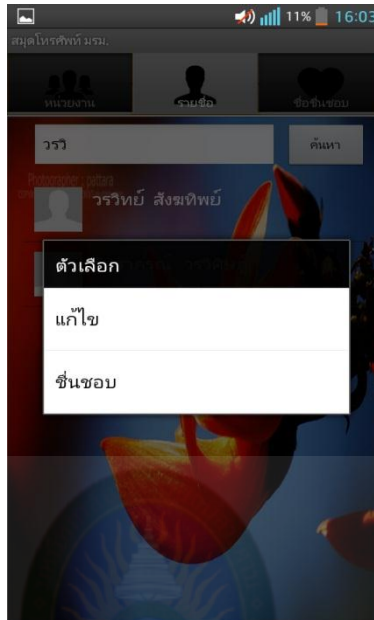 11% 16:03
สมุดโทรศัพท์ มรม.
หน่วยงาน รายชื่อ ชื่อชื่นชอบ
วรวิ ค้นหา
Photographer : pattara
วรวิทย์ สังฆทิพย์
ตัวเลือก
แก้ไข
ชื่นชอบ